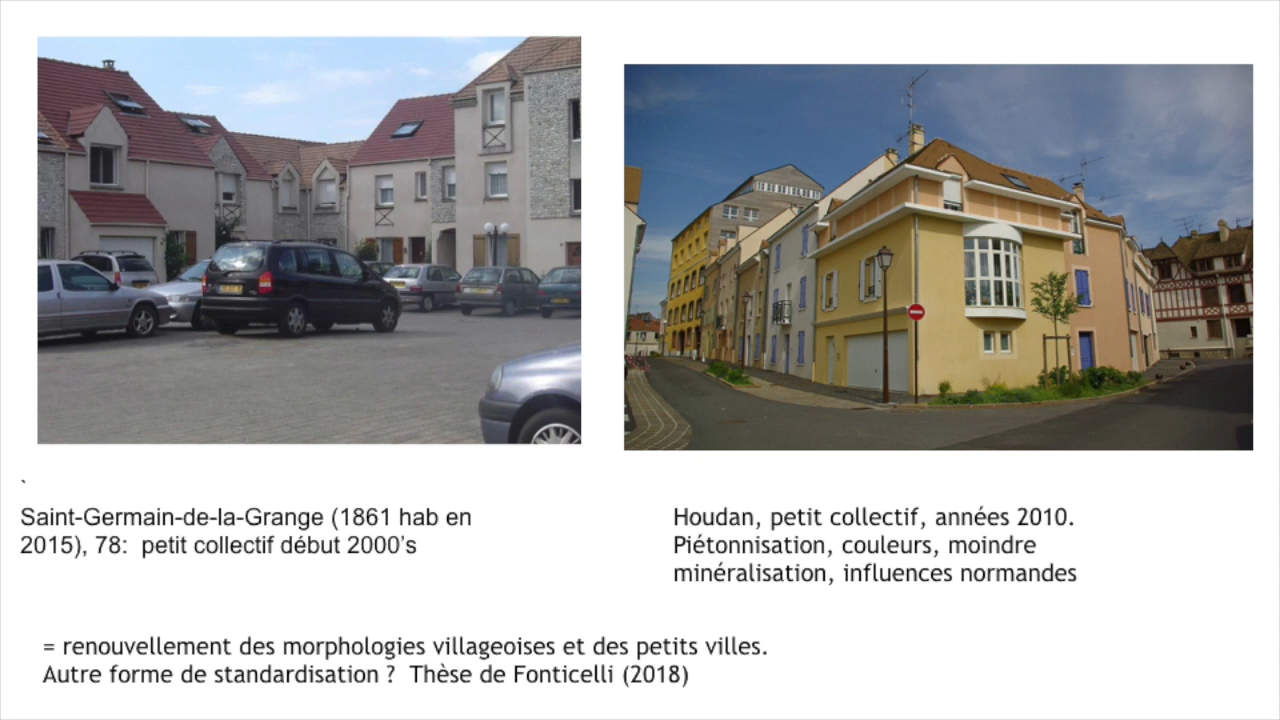 `
Saint-Germain-de-la-Grange (1861 hab en
2015), 78:  petit collectif début 2000’s
Houdan, petit collectif, années 2010.
Piétonnisation, couleurs, moindre
minéralisation, influences normandes
= renouvellement des morphologies villageoises et des petits villes.
Autre forme de standardisation ?  Thèse de Fonticelli (2018)